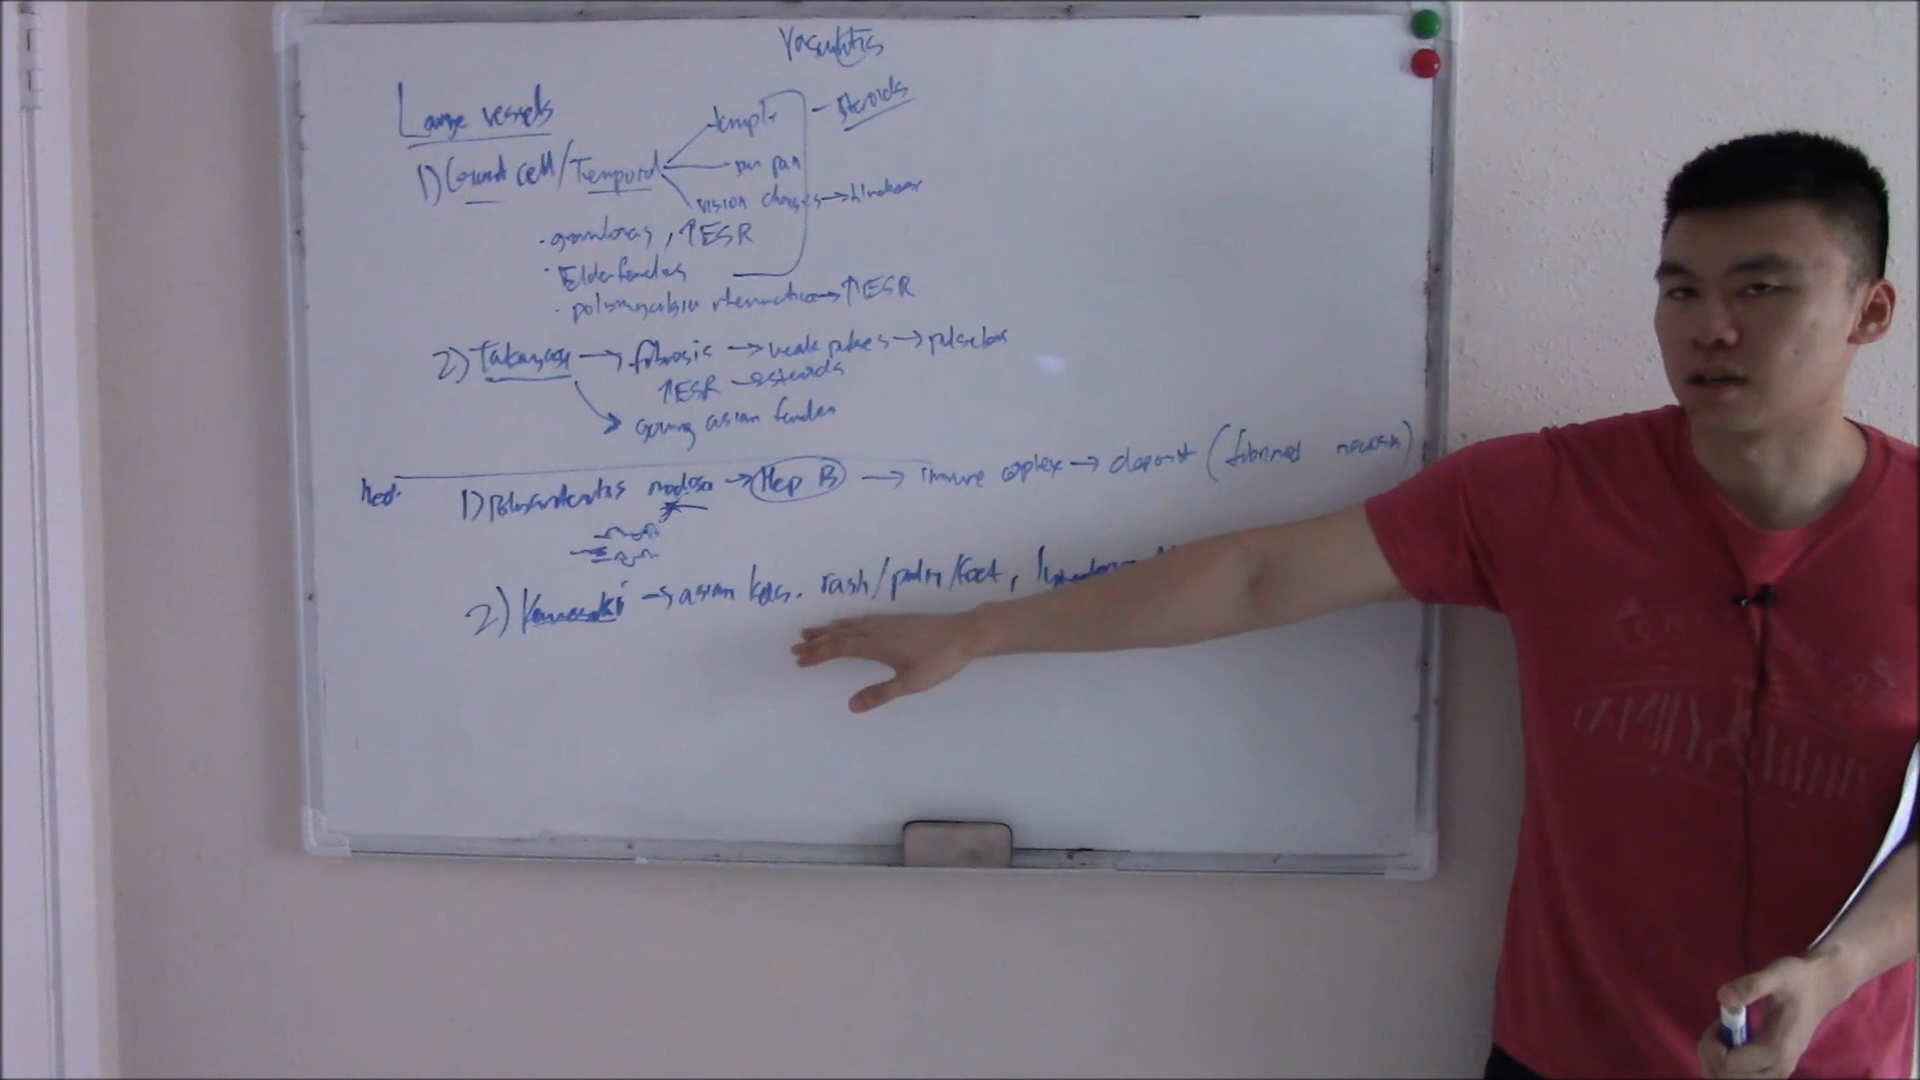 Vasculitis
Large vessels
temple
- steroids
1) Giant cell/Temporal
jaw pain
vision changes → blindness
· granulomas, ↑ESR
· Elder females
· polymyalgia rheumatica → ↑ESR
2) Takayasu → fibrosis → weak pulses → pulseless
↑ESR → steroids
young asian females
Med.
1) Polyarteritis nodosa → Hep B → immune complex → deposit (fibrinoid necrosis)
2) Kawasaki → asian kids. rash/palm/feet,